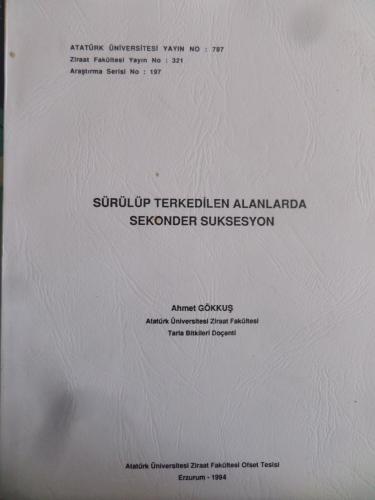 ATATÜRK ÜNİVERSİTESİ YAYIN NO : 787
Ziraat Fakültesi Yayın No : 321
Araştırma Serisi No : 197
SÜRÜLÜP TERKEDİLEN ALANLARDA
SEKONDER SUKSESYON
Ahmet GÖKKUŞ
Atatürk Üniversitesi Ziraat Fakültesi
Tarla Bitkileri Doçenti
Atatürk Üniversitesi Ziraat Fakültesi Ofset Tesisi
Erzurum - 1994